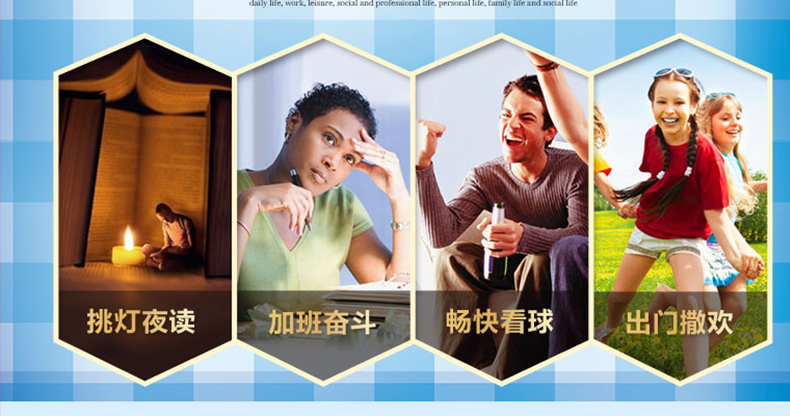 daily life, work, leisure, social and professional life, personal life, family life and social life
挑灯夜读
加班奋斗
畅快看球
出门撒欢